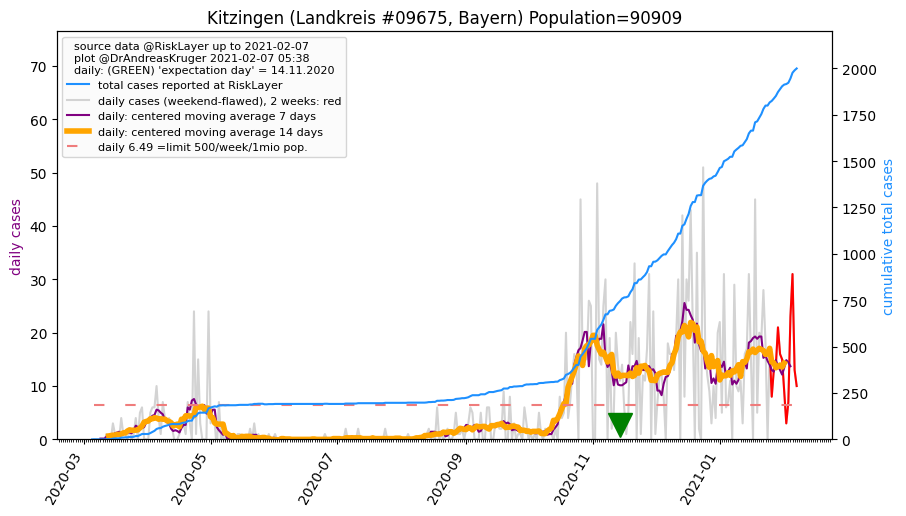 Kitzingen (Landkreis #09675, Bayern) Population=90909
source data @RiskLayer up to 2021-02-07
plot @DrAndreasKruger 2021-02-07 05:38
daily: (GREEN) 'expectation day' = 14.11.2020
total cases reported at RiskLayer
daily cases (weekend-flawed), 2 weeks: red
daily: centered moving average 7 days
daily: centered moving average 14 days
daily 6.49 =limit 500/week/1mio pop.
daily cases
70
60
50
40
30
20
10
0
cumulative total cases
2000
1750
1500
1250
1000
750
500
250
0
2020-03
2020-05
2020-07
2020-09
2020-11
2021-01